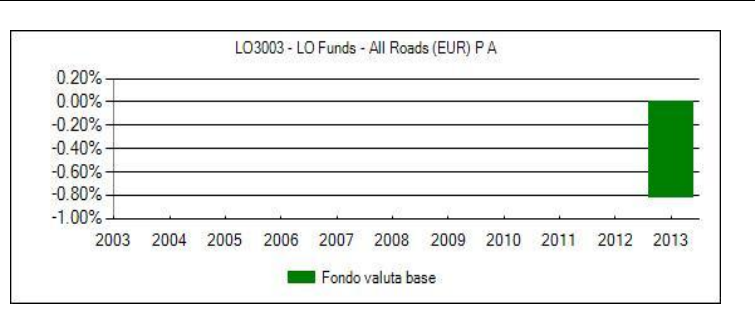 LO3003 - LO Funds - All Roads (EUR) P A
0.20%
0.00%
-0.20%
-0.40%
-0.60%
-0.80%
-1.00%
2003 2004 2005 2006 2007 2008 2009 2010 2011 2012 2013
Fondo valuta base